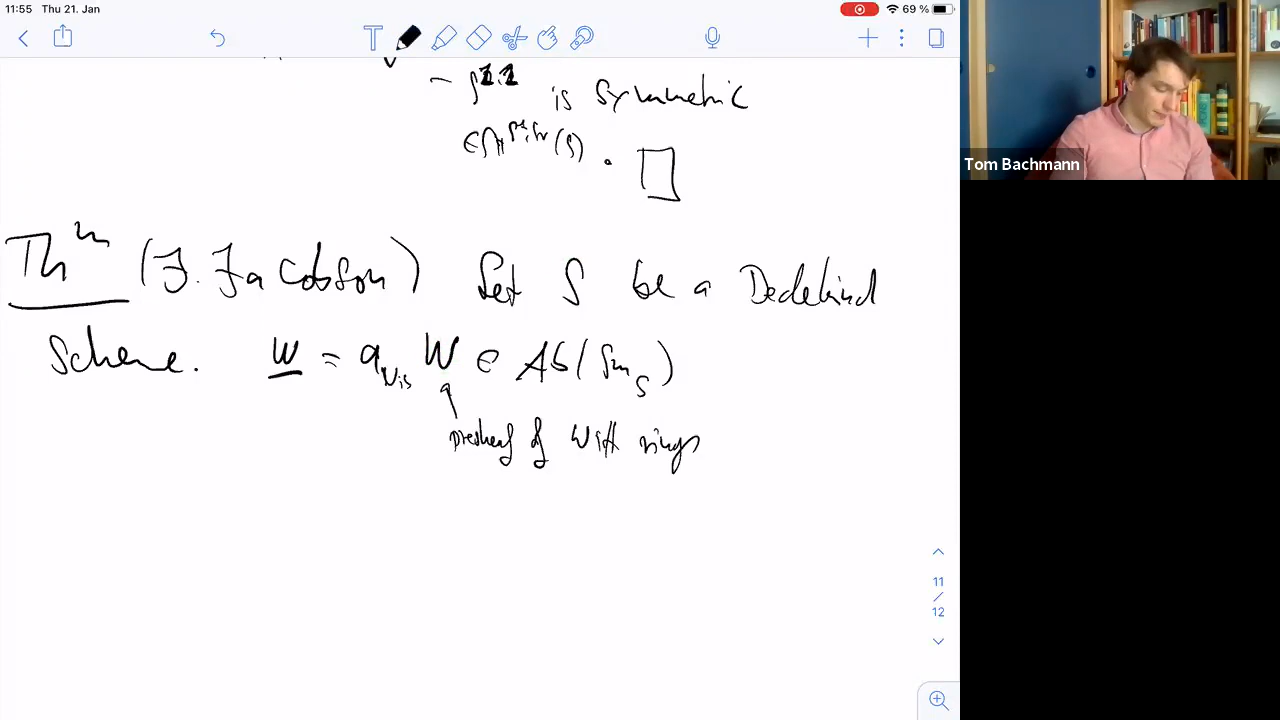 11:55 Thu 21. Jan
69 %
T
is Symmetric
□
Thm (J. Jacobson) Let S be a Dedekind
Scheme. W = a_Nis W ∈ Ab(Sm_S)
presheaf of Witt rings
11
/
12
Tom Bachmann